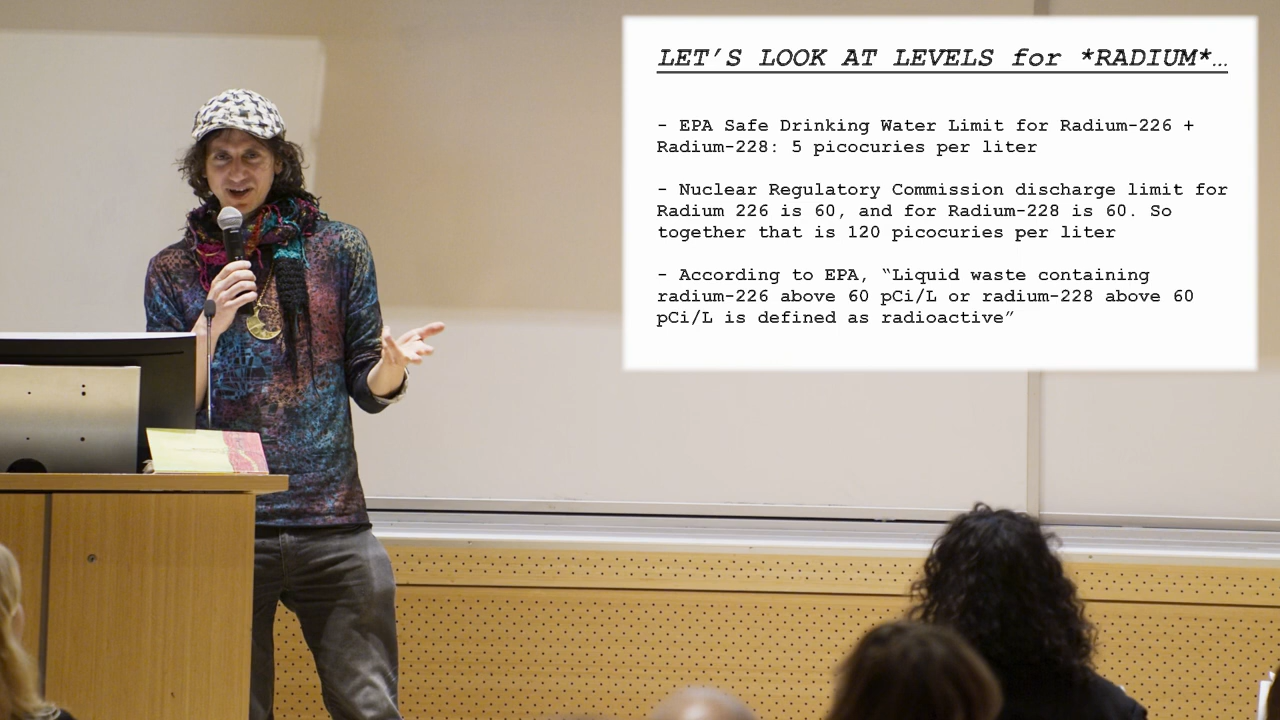 LET’S LOOK AT LEVELS for *RADIUM*…
- EPA Safe Drinking Water Limit for Radium-226 +
Radium-228: 5 picocuries per liter
- Nuclear Regulatory Commission discharge limit for
Radium 226 is 60, and for Radium-228 is 60. So
together that is 120 picocuries per liter
- According to EPA, “Liquid waste containing
radium-226 above 60 pCi/L or radium-228 above 60
pCi/L is defined as radioactive”